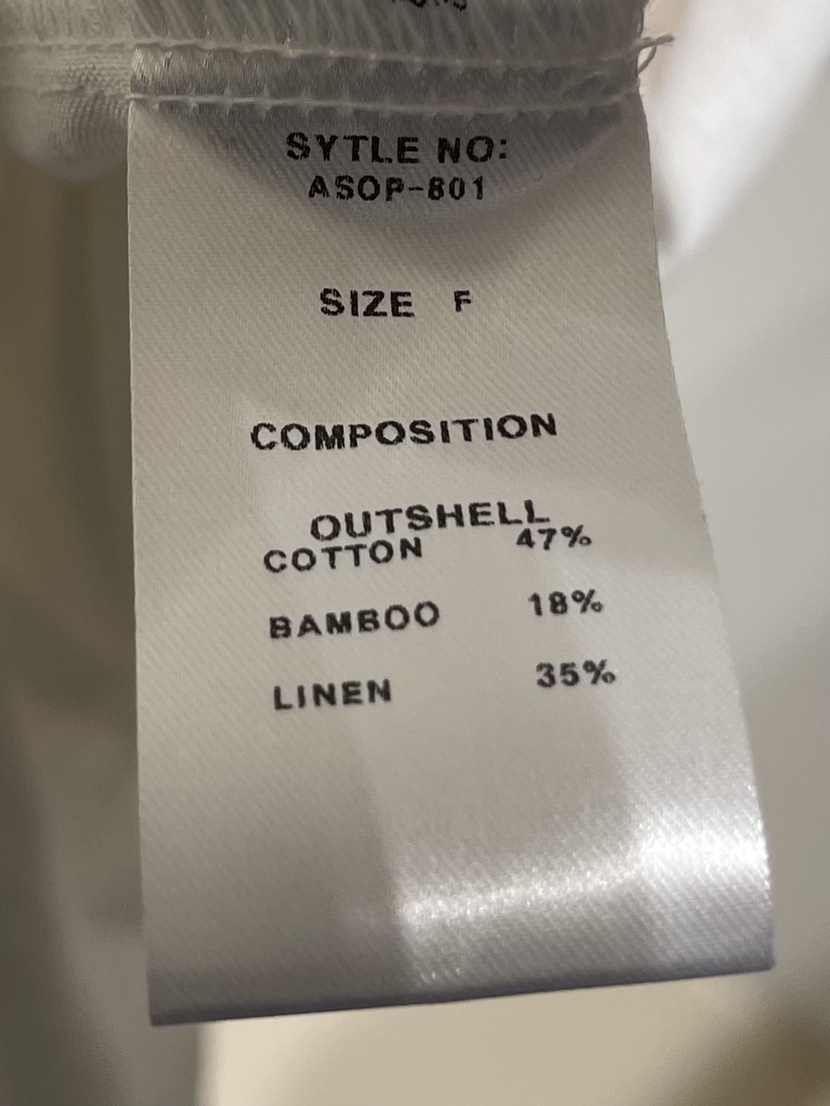 SYTLE NO:
ASOP-801
SIZE F
COMPOSITION
OUTSHELL
COTTON 47%
BAMBOO 18%
LINEN 35%